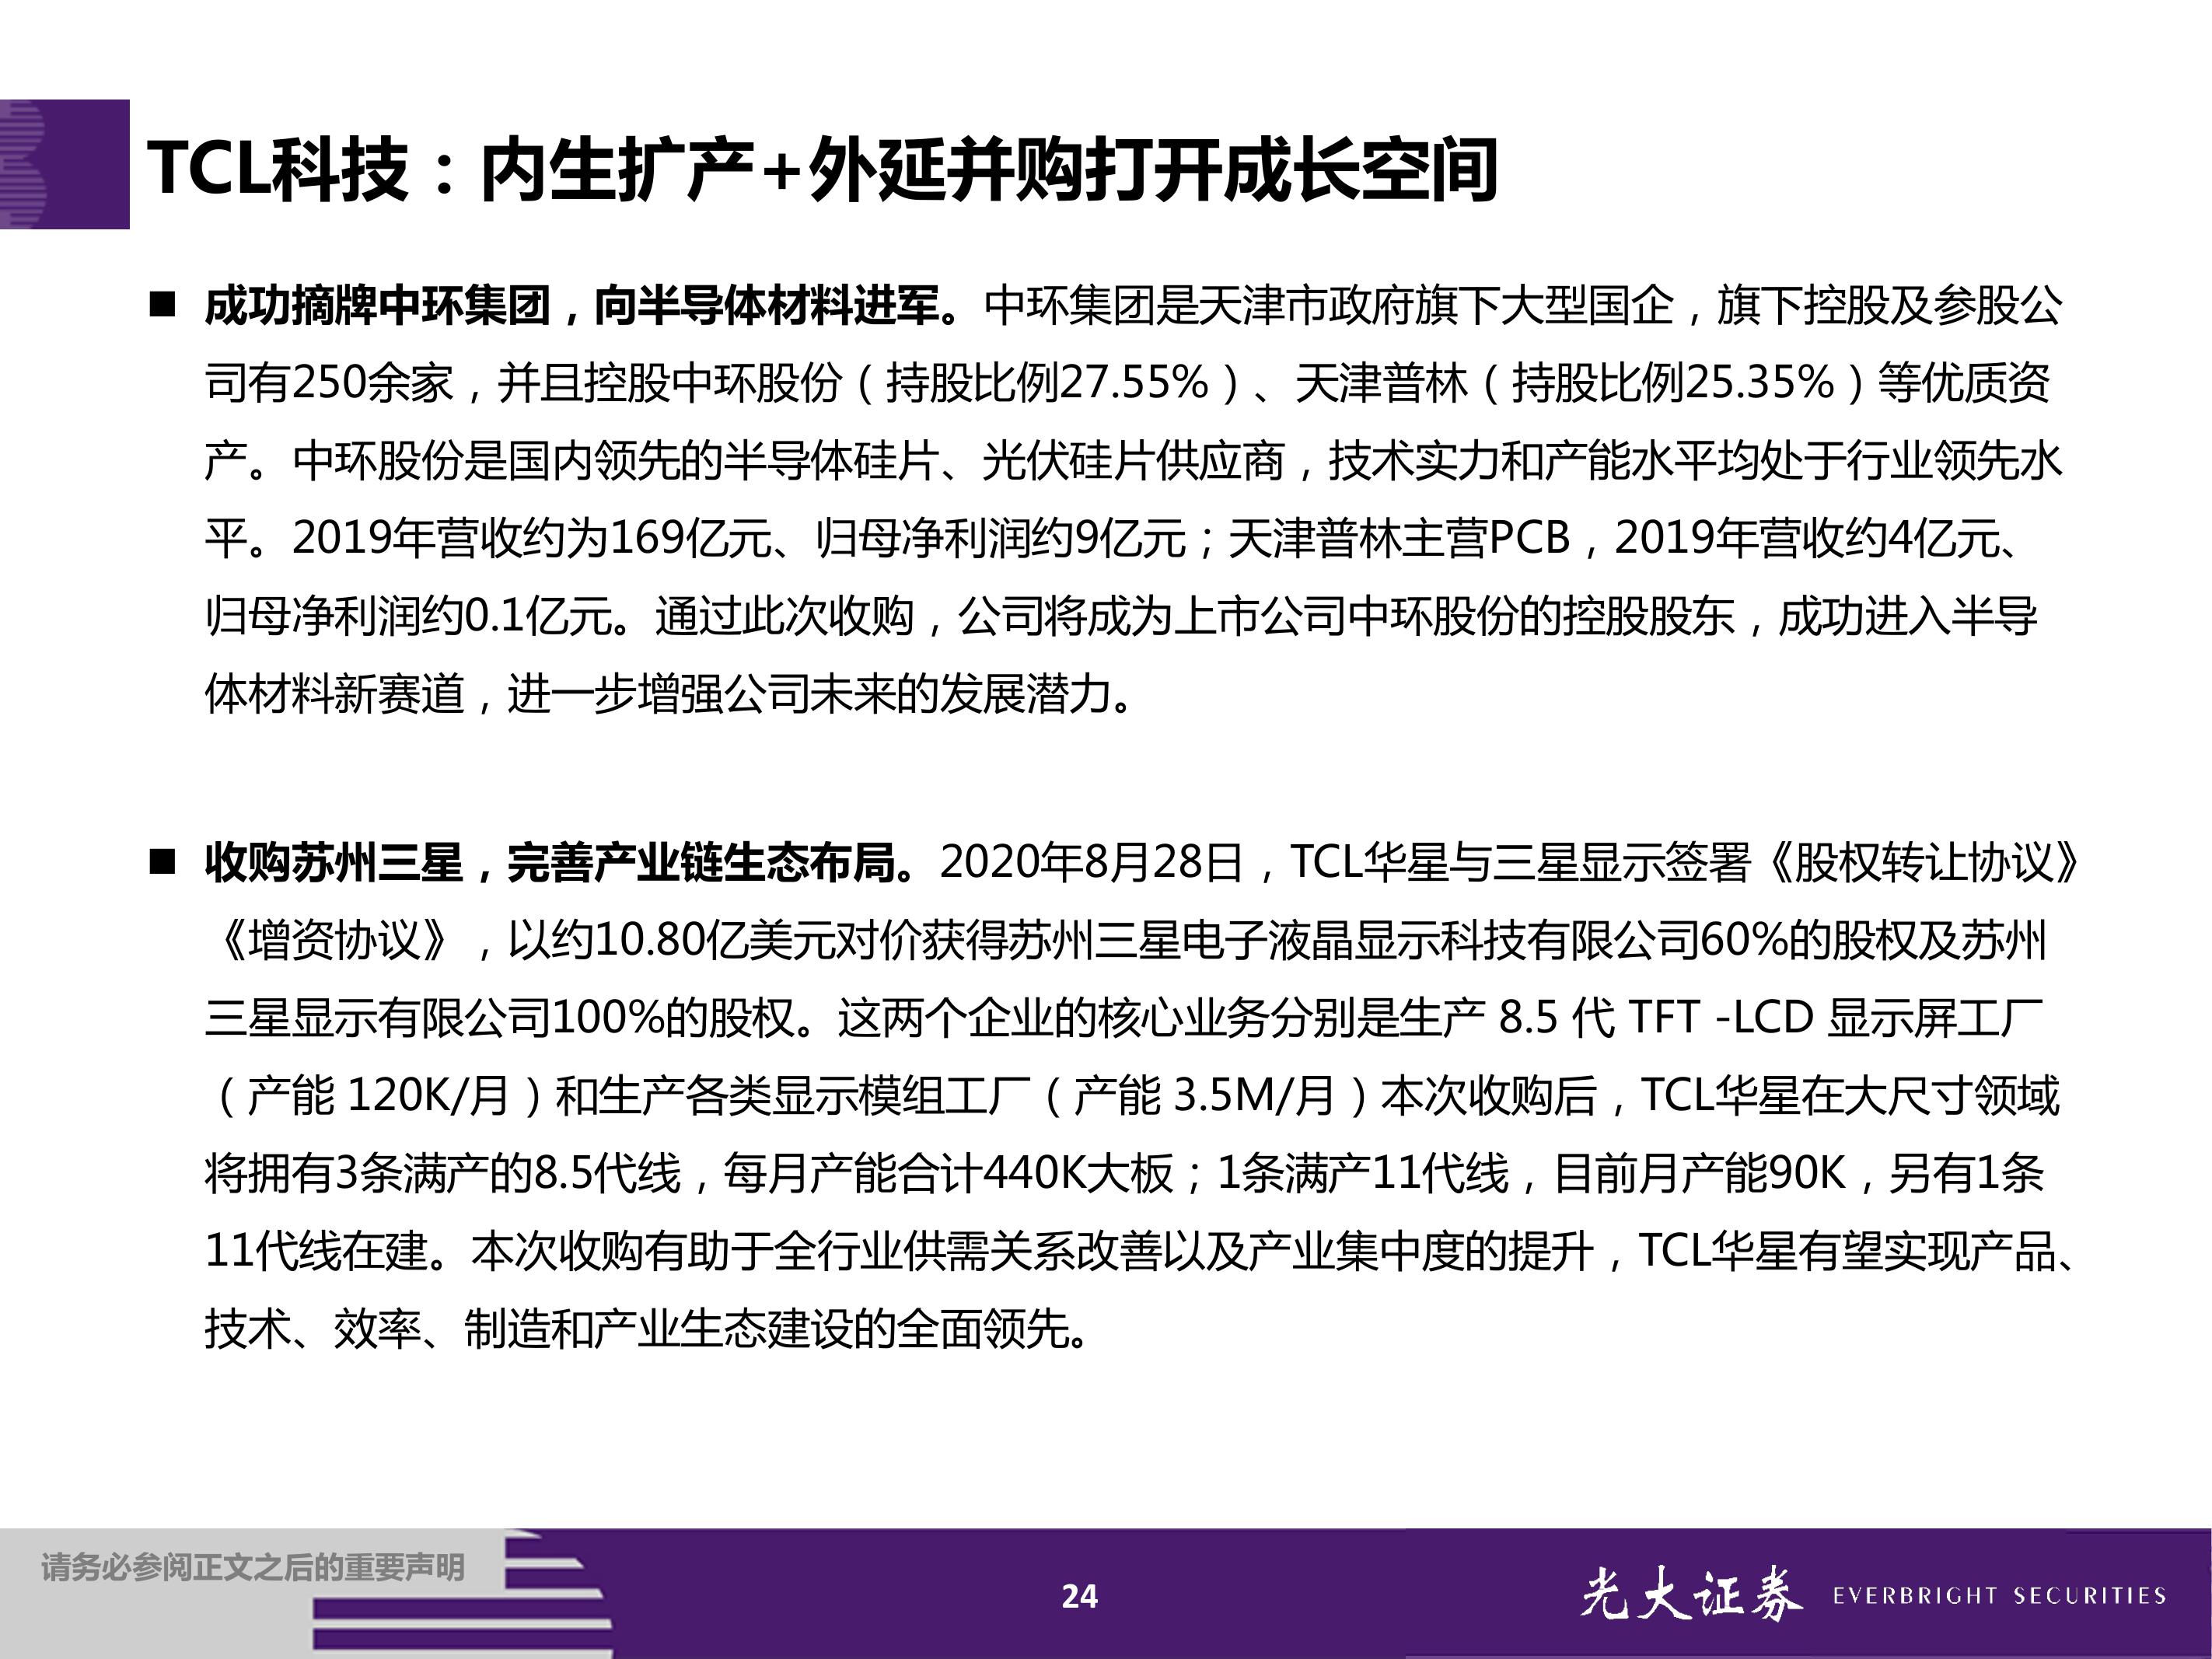 TCL科技：内生扩产+外延并购打开成长空间
■ 成功摘牌中环集团，向半导体材料进军。中环集团是天津市政府旗下大型国企，旗下控股及参股公
司有250余家，并且控股中环股份（持股比例27.55%）、天津普林（持股比例25.35%）等优质资
产。中环股份是国内领先的半导体硅片、光伏硅片供应商，技术实力和产能水平均处于行业领先水
平。2019年营收约为169亿元、归母净利润约9亿元；天津普林主营PCB，2019年营收约4亿元、
归母净利润约0.1亿元。通过此次收购，公司将成为上市公司中环股份的控股股东，成功进入半导
体材料新赛道，进一步增强公司未来的发展潜力。
■ 收购苏州三星，完善产业链生态布局。2020年8月28日，TCL华星与三星显示签署《股权转让协议》
《增资协议》，以约10.80亿美元对价获得苏州三星电子液晶显示科技有限公司60%的股权及苏州
三星显示有限公司100%的股权。这两个企业的核心业务分别是生产 8.5 代 TFT -LCD 显示屏工厂
（产能 120K/月）和生产各类显示模组工厂（产能 3.5M/月）本次收购后，TCL华星在大尺寸领域
将拥有3条满产的8.5代线，每月产能合计440K大板；1条满产11代线，目前月产能90K，另有1条
11代线在建。本次收购有助于全行业供需关系改善以及产业集中度的提升，TCL华星有望实现产品、
技术、效率、制造和产业生态建设的全面领先。
请务必参阅正文之后的重要声明
24
光大证券 EVERBRIGHT SECURITIES